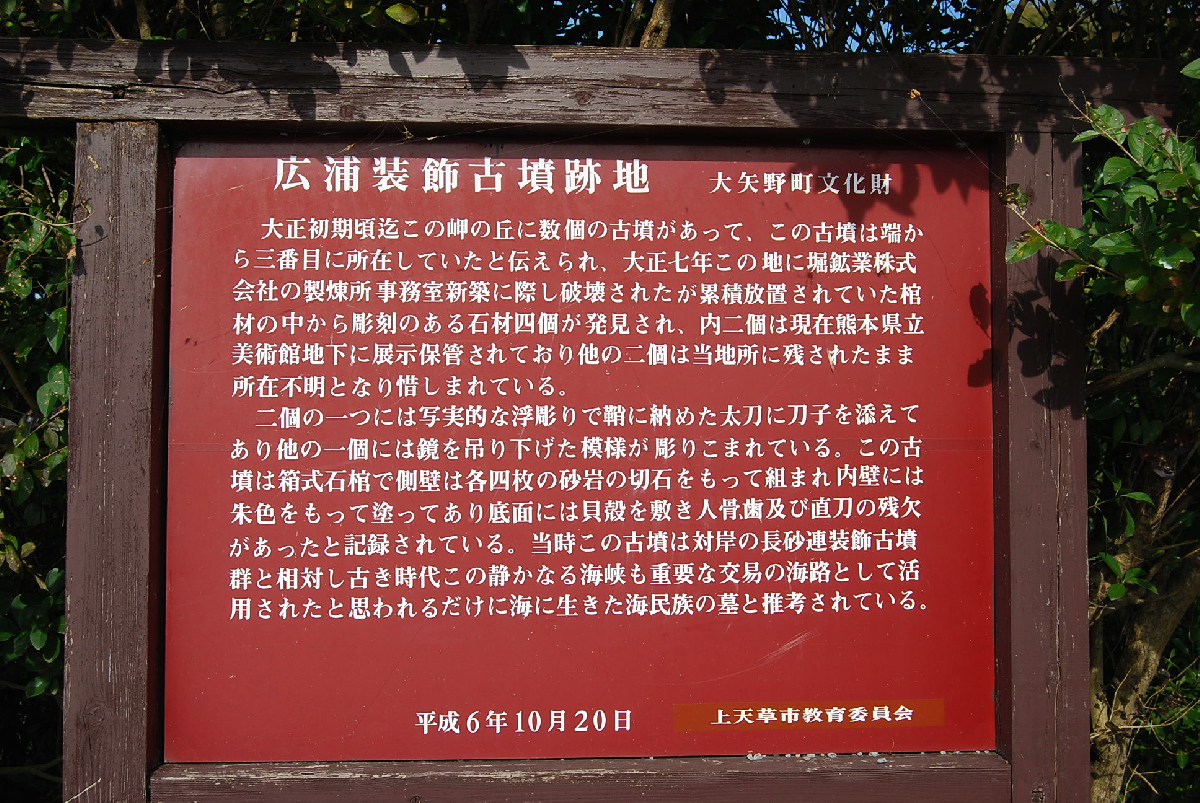 広浦装飾古墳跡地 大矢野町文化財
大正初期頃迄この岬の丘に数個の古墳があって、この古墳は端か
ら三番目に所在していたと伝えられ、大正七年この地に堀鉱業株式
会社の製煉所事務室新築に際し破壊されたが累積放置されていた棺
材の中から彫刻のある石材四個が発見され、内二個は現在熊本県立
美術館地下に展示保管されており他の二個は当地所に残されたまま
所在不明となり惜しまれている。
二個の一つには写実的な浮彫りで鞘に納めた太刀に刀子を添えて
あり他の一個には鏡を吊り下げた模様が彫りこまれている。この古
墳は箱式石棺で側壁は各四枚の砂岩の切石をもって組まれ内壁には
朱色をもって塗ってあり底面には貝殻を敷き人骨歯及び直刀の残欠
があったと記録されている。当時この古墳は対岸の長砂連装飾古墳
群と相対し古き時代この静かなる海峡も重要な交易の海路として活
用されたと思われるだけに海に生きた海民族の墓と推考されている。
平成6年10月20日 上天草市教育委員会